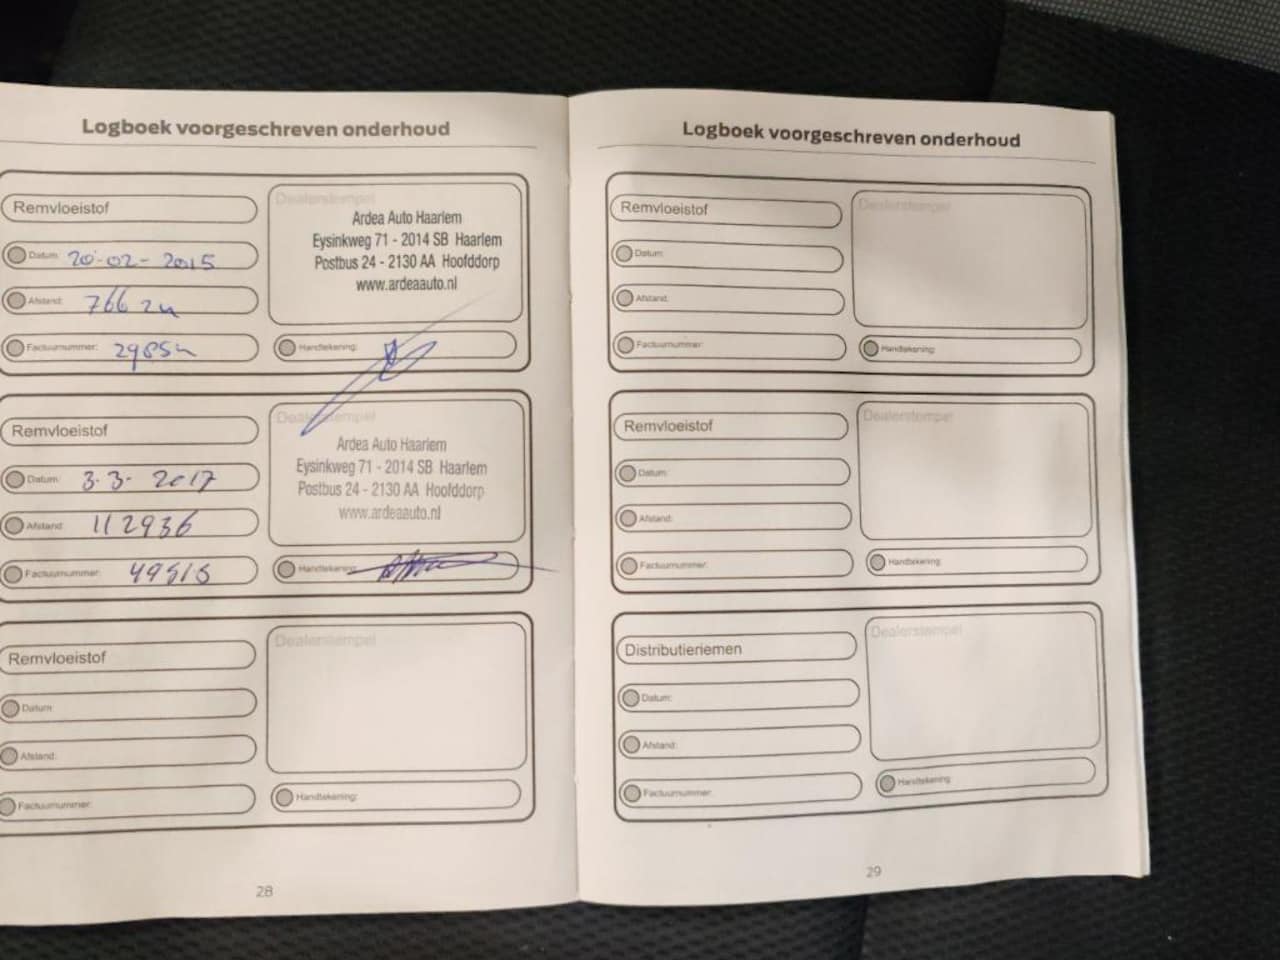 Logboek voorgeschreven onderhoud
Remvloeistof
Dealerstempel
Ardea Auto Haarlem
Eysinkweg 71 - 2014 SB Haarlem
Postbus 24 - 2130 AA Hoofddorp
www.ardeaauto.nl
Datum: 20-02-2015
Afstand:
Factuurnummer:
Handtekening:
Remvloeistof
Dealerstempel
Ardea Auto Haarlem
Eysinkweg 71 - 2014 SB Haarlem
Postbus 24 - 2130 AA Hoofddorp
www.ardeaauto.nl
Datum: 3-3-2017
Afstand: 112936
Factuurnummer:
Handtekening:
Remvloeistof
Dealerstempel
Datum:
Afstand:
Factuurnummer:
Handtekening:
28
Logboek voorgeschreven onderhoud
Remvloeistof
Dealerstempel
Datum:
Afstand:
Factuurnummer:
Handtekening:
Remvloeistof
Dealerstempel
Datum:
Afstand:
Factuurnummer:
Handtekening:
Distributieriemen
Dealerstempel
Datum:
Afstand:
Factuurnummer:
Handtekening:
29